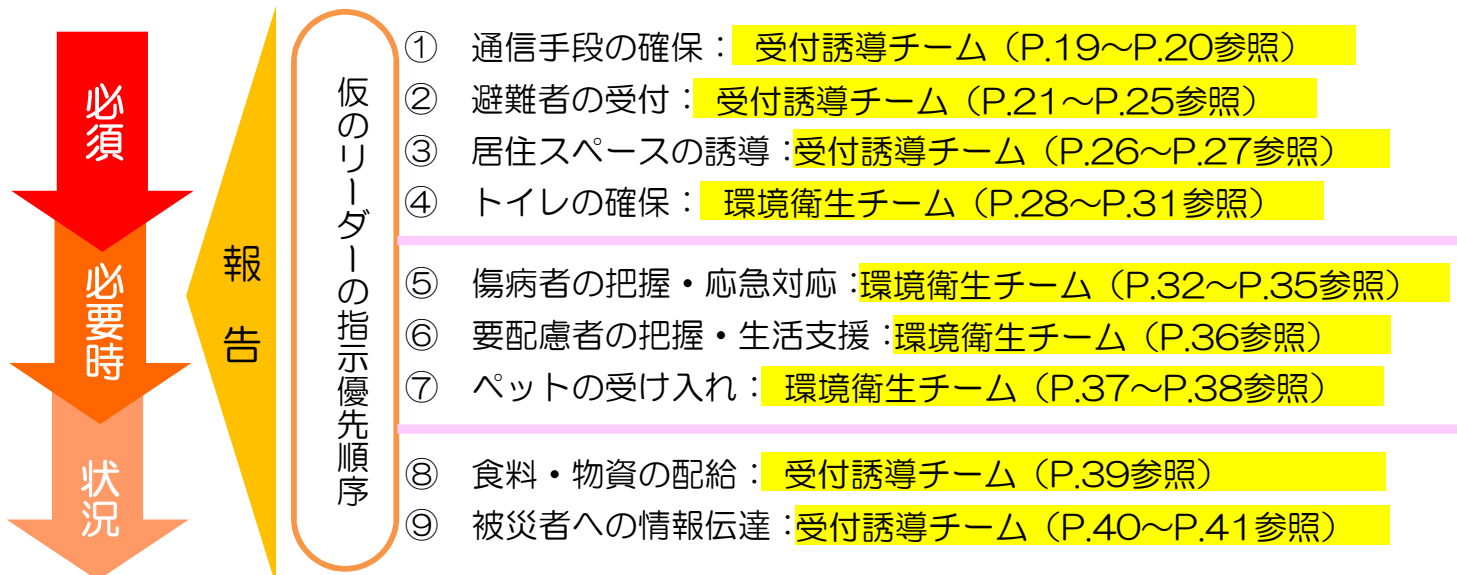 必須
必要時
状況
報告
仮のリーダーの指示優先順序
① 通信手段の確保： 受付誘導チーム（P.19～P.20参照）
② 避難者の受付： 受付誘導チーム（P.21～P.25参照）
③ 居住スペースの誘導：受付誘導チーム（P.26～P.27参照）
④ トイレの確保： 環境衛生チーム（P.28～P.31参照）
⑤ 傷病者の把握・応急対応：環境衛生チーム（P.32～P.35参照）
⑥ 要配慮者の把握・生活支援：環境衛生チーム（P.36参照）
⑦ ペットの受け入れ： 環境衛生チーム（P.37～P.38参照）
⑧ 食料・物資の配給： 受付誘導チーム（P.39参照）
⑨ 被災者への情報伝達：受付誘導チーム（P.40～P.41参照）